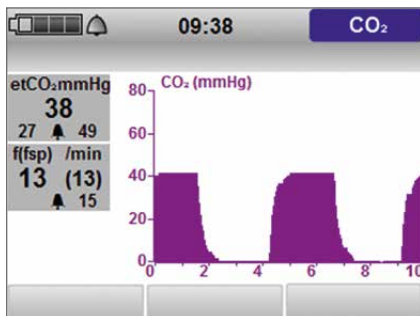 09:38
CO₂
etCO₂mmHg
38
27 49
f(fsp) /min
13 (13)
15
CO₂ (mmHg)
80
60
40
20
0
0 2 4 6 8 10